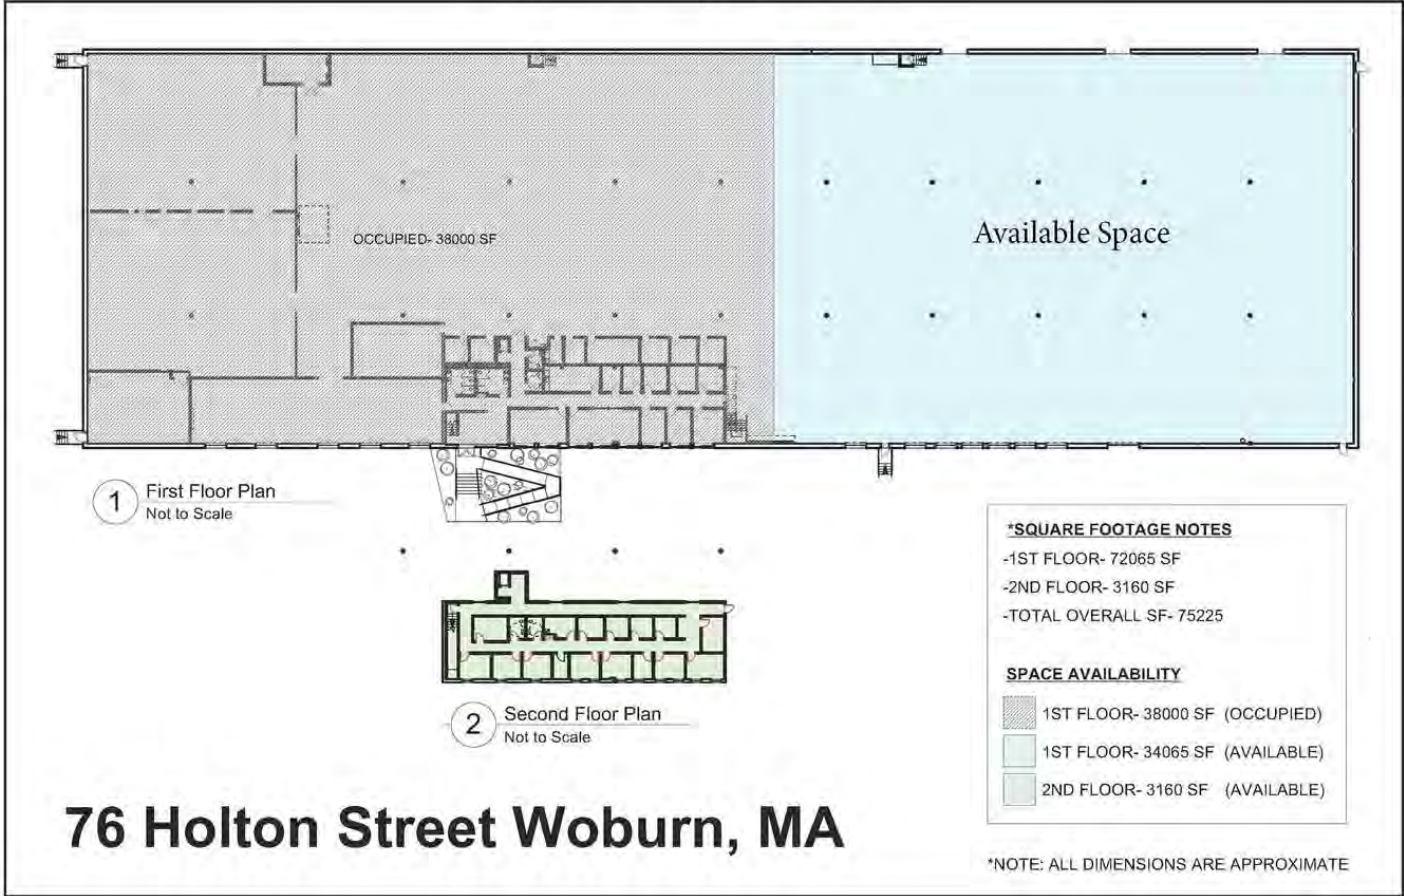 OCCUPIED- 38000 SF
Available Space
1
First Floor Plan
Not to Scale
*SQUARE FOOTAGE NOTES
-1ST FLOOR- 72065 SF
-2ND FLOOR- 3160 SF
-TOTAL OVERALL SF- 75225
SPACE AVAILABILITY
1ST FLOOR- 38000 SF (OCCUPIED)
1ST FLOOR- 34065 SF (AVAILABLE)
2ND FLOOR- 3160 SF (AVAILABLE)
2
Second Floor Plan
Not to Scale
76 Holton Street Woburn, MA
*NOTE: ALL DIMENSIONS ARE APPROXIMATE